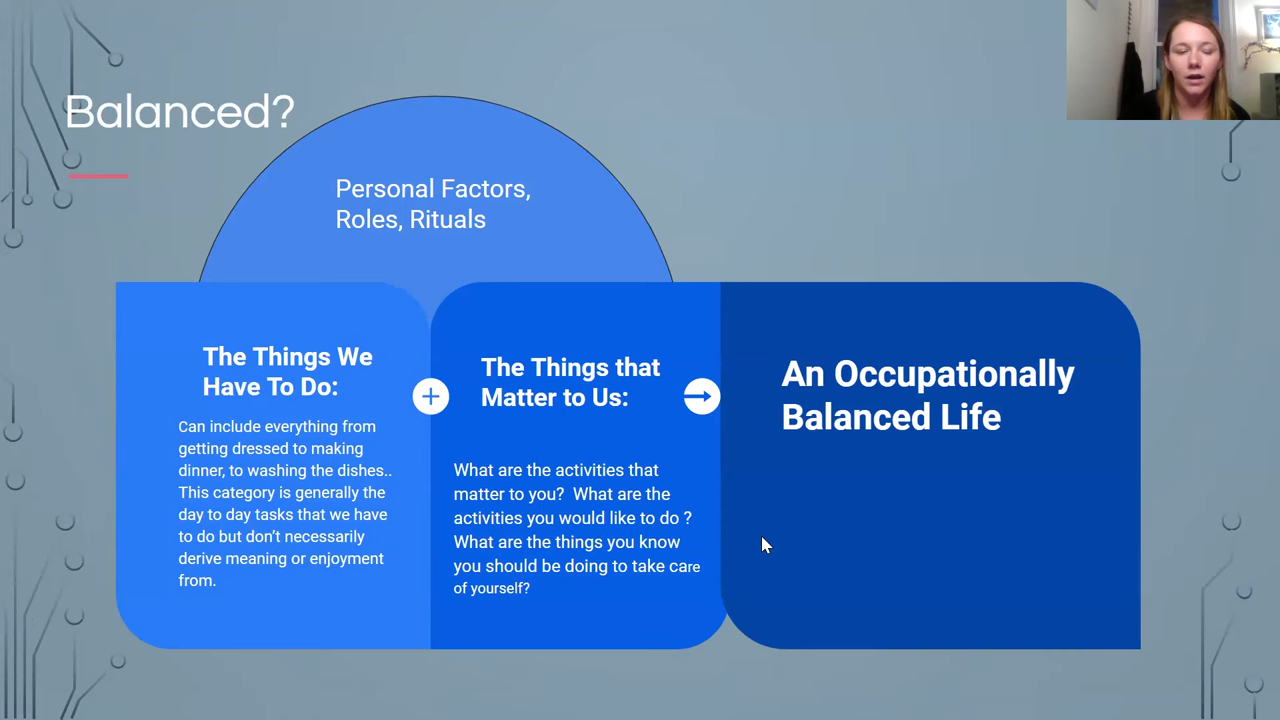 Balanced?
Personal Factors,
Roles, Rituals
The Things We
Have To Do:
Can include everything from
getting dressed to making
dinner, to washing the dishes..
This category is generally the
day to day tasks that we have
to do but don’t necessarily
derive meaning or enjoyment
from.
The Things that
Matter to Us:
What are the activities that
matter to you?  What are the
activities you would like to do ?
What are the things you know
you should be doing to take care
of yourself?
An Occupationally
Balanced Life